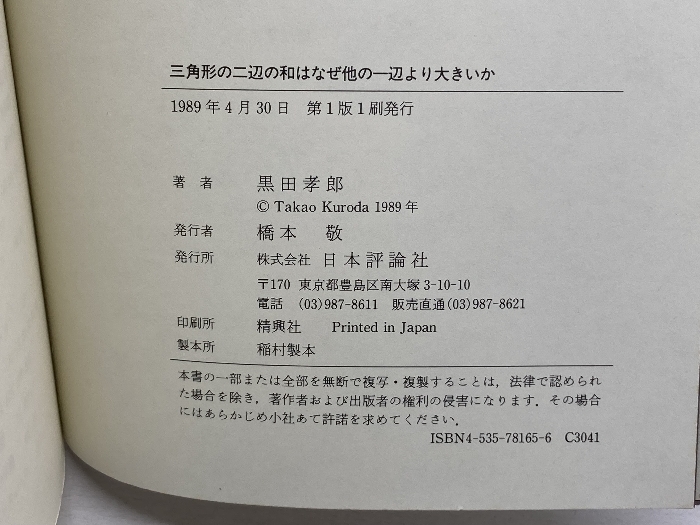 三角形の二辺の和はなぜ他の一辺より大きいか
1989年4月30日 第1版1刷発行
著 者 黒田孝郎
© Takao Kuroda 1989年
発行者 橋本 敬
発行所 株式会社 日本評論社
〒170 東京都豊島区南大塚3-10-10
電話 (03)987-8611 販売直通(03)987-8621
印刷所 精興社 Printed in Japan
製本所 稲村製本
本書の一部または全部を無断で複写・複製することは，法律で認められ
た場合を除き，著作者および出版者の権利の侵害になります．その場合
にはあらかじめ小社あて許諾を求めてください．
ISBN4-535-78165-6 C3041